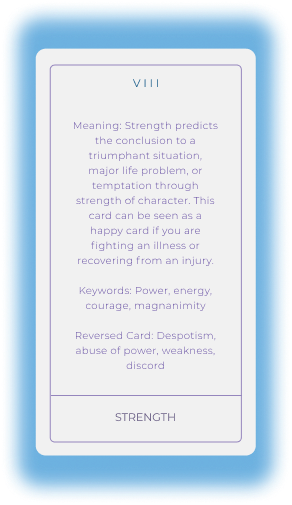 VIII
Meaning: Strength predicts
the conclusion to a
triumphant situation,
major life problem, or
temptation through
strength of character. This
card can be seen as a
happy card if you are
fighting an illness or
recovering from an injury.
Keywords: Power, energy,
courage, magnanimity
Reversed Card: Despotism,
abuse of power, weakness,
discord
STRENGTH